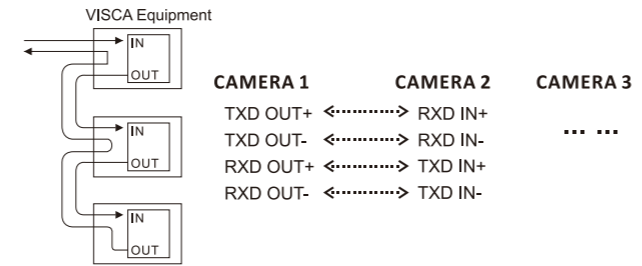 VISCA Equipment
IN
OUT
IN
OUT
IN
OUT
CAMERA 1 CAMERA 2 CAMERA 3
TXD OUT+ RXD IN+
TXD OUT- RXD IN-
RXD OUT+ TXD IN+
RXD OUT- TXD IN-
... ...